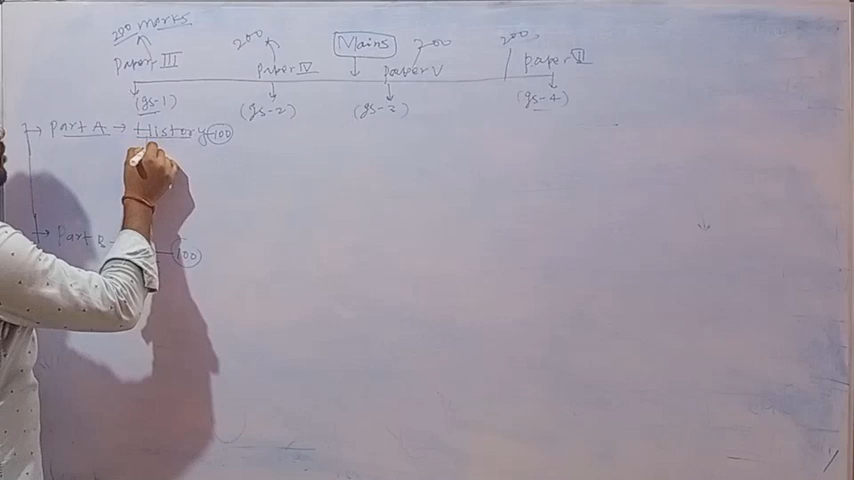 200 marks 200 Mains 200 200
Paper III Paper IV Paper V Paper VI
(gs-1) (gs-2) (gs-3) (gs-4)
Part A → History 100
Part B - 100